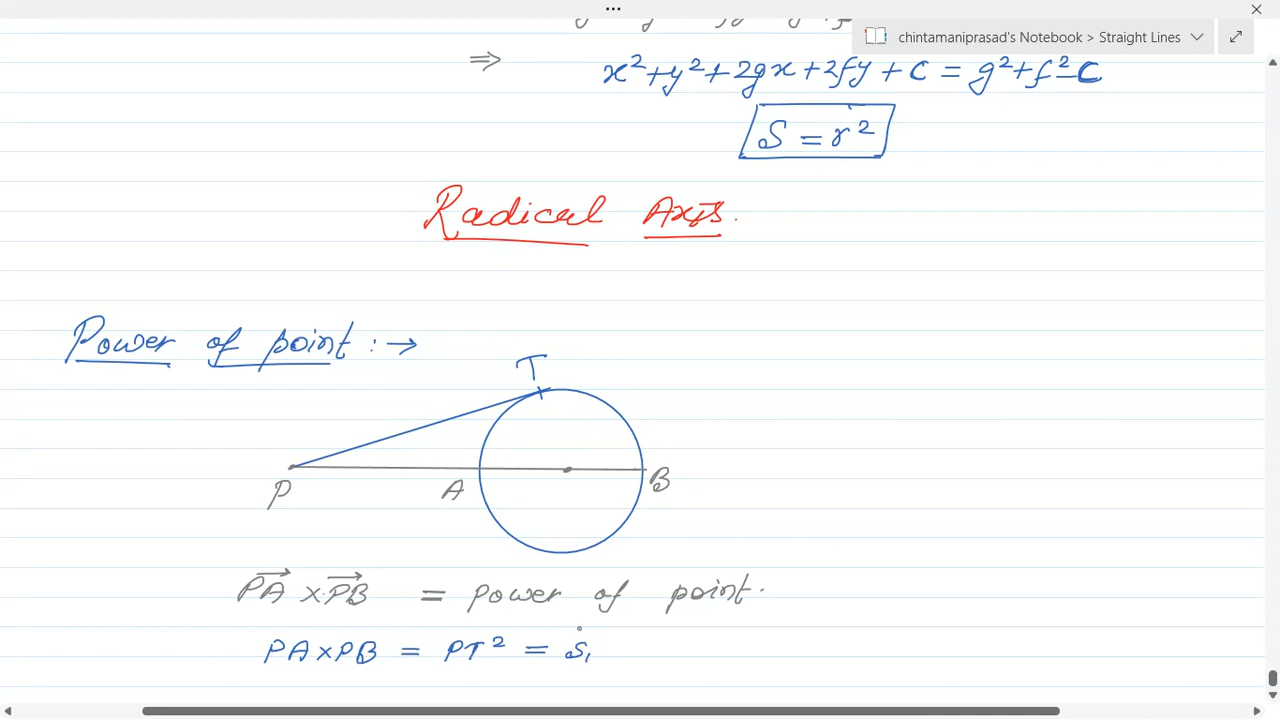 ...
chintamaniprasad's Notebook > Straight Lines
⇒ x²+y²+2gx+2fy+c = g²+f²-c
S = r²
Radical Axis.
Power of point :→
T
P A B
PA × PB = power of point.
PA×PB = PT² = S₁